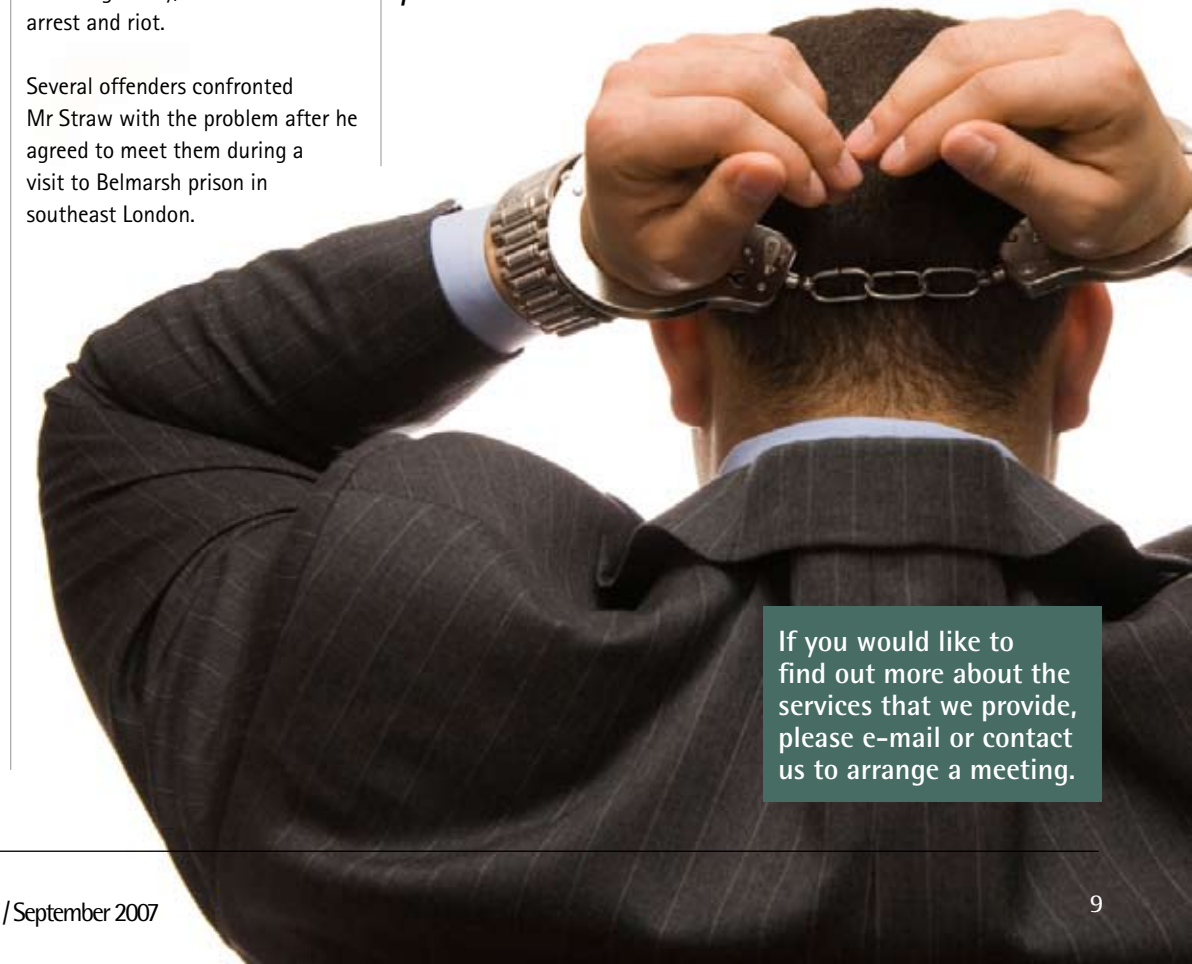 arrest and riot.
Several offenders confronted
Mr Straw with the problem after he
agreed to meet them during a
visit to Belmarsh prison in
southeast London.
If you would like to
find out more about the
services that we provide,
please e-mail or contact
us to arrange a meeting.
/ September 2007
9